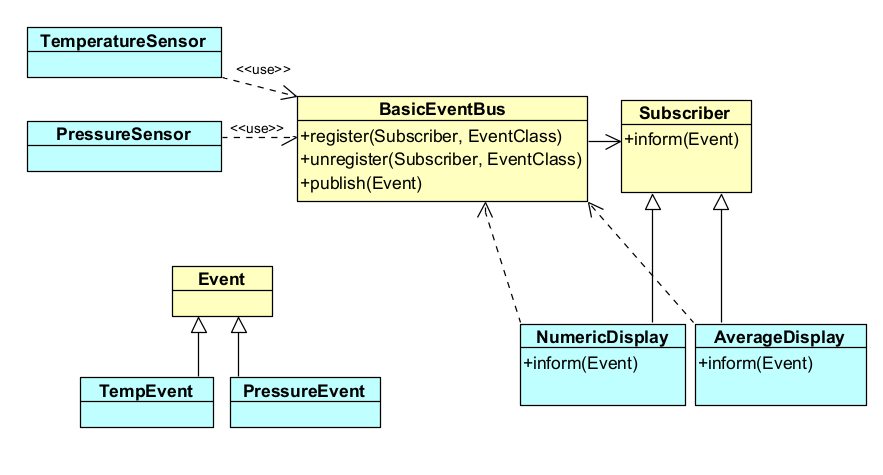 TemperatureSensor
<<use>>
PressureSensor
<<use>>
BasicEventBus
+register(Subscriber, EventClass)
+unregister(Subscriber, EventClass)
+publish(Event)
Subscriber
+inform(Event)
Event
TempEvent
PressureEvent
NumericDisplay
+inform(Event)
AverageDisplay
+inform(Event)